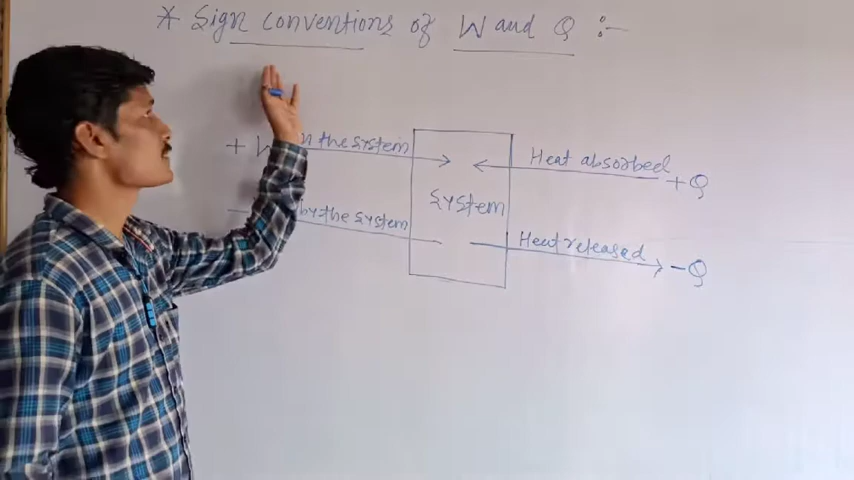 * Sign conventions of W and Q :-
+ W on the system
Heat absorbed
+Q
System
- by the system
Heat released
-Q